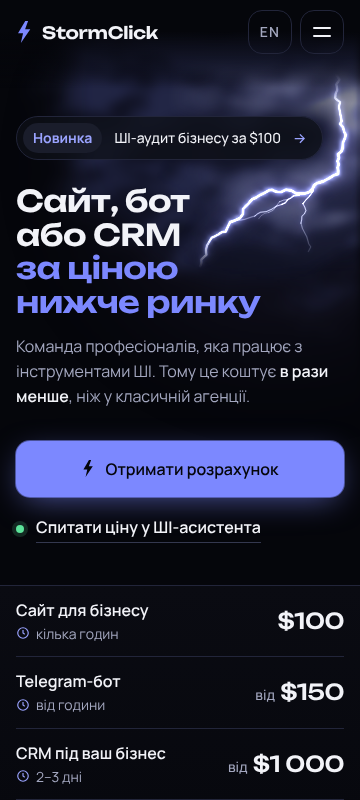 StormClick
EN
Новинка ШІ-аудит бізнесу за $100 →
Сайт, бот
або CRM
за ціною
нижче ринку
Команда професіоналів, яка працює з
інструментами ШІ. Тому це коштує в рази
менше, ніж у класичній агенції.
Отримати розрахунок
Спитати ціну у ШІ-асистента
Сайт для бізнесу
кілька годин
$100
Telegram-бот
від години
від $150
CRM під ваш бізнес
2–3 дні
від $1 000